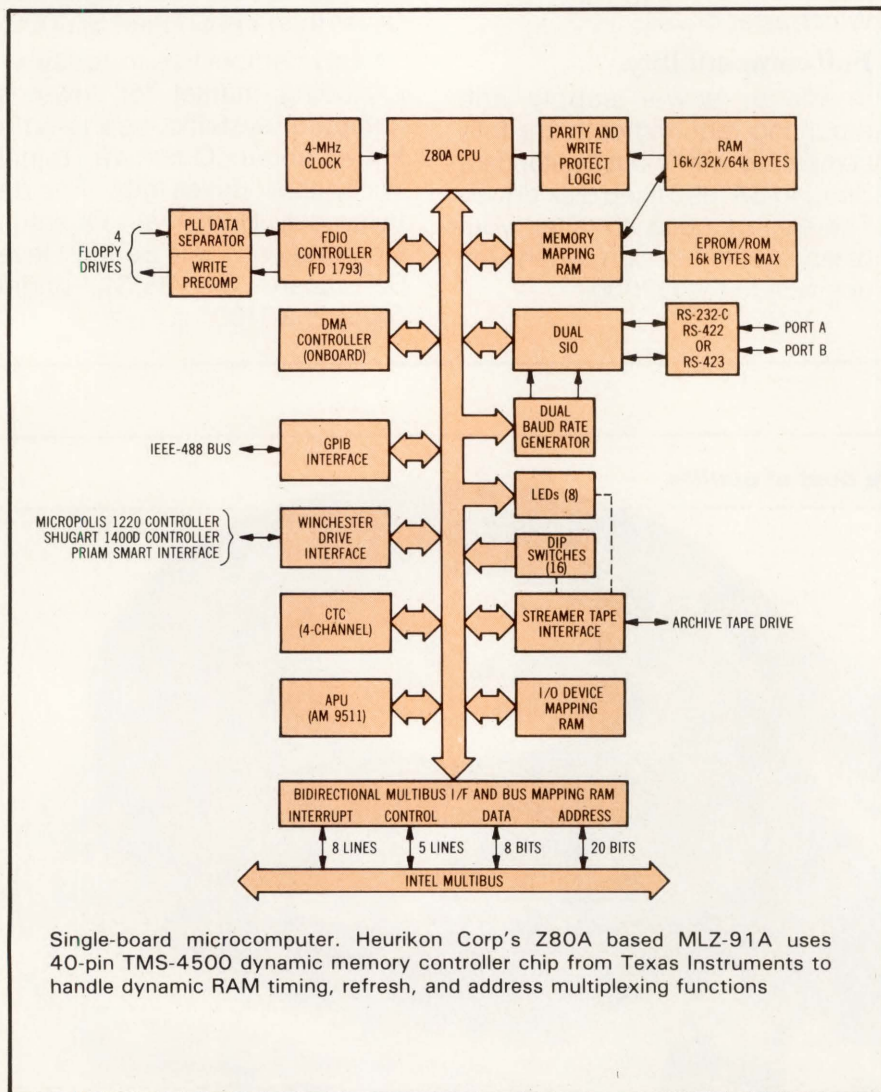 4-MHz
CLOCK
Z80A CPU
PARITY AND
WRITE
PROTECT
LOGIC
RAM
16k/32k/64k BYTES
4
FLOPPY
DRIVES
PLL DATA
SEPARATOR
WRITE
PRECOMP
FDIO
CONTROLLER
(FD 1793)
MEMORY
MAPPING
RAM
EPROM/ROM
16k BYTES MAX
DMA
CONTROLLER
(ONBOARD)
DUAL
SIO
RS-232-C
RS-422
OR
RS-423
PORT A
PORT B
DUAL
BAUD RATE
GENERATOR
IEEE-488 BUS
GPIB
INTERFACE
LEDs (8)
MICROPOLIS 1220 CONTROLLER
SHUGART 1400D CONTROLLER
PRIAM SMART INTERFACE
WINCHESTER
DRIVE
INTERFACE
DIP
SWITCHES
(16)
CTC
(4-CHANNEL)
STREAMER TAPE
INTERFACE
ARCHIVE TAPE DRIVE
APU
(AM 9511)
I/O DEVICE
MAPPING
RAM
BIDIRECTIONAL MULTIBUS I/F AND BUS MAPPING RAM
INTERRUPT CONTROL DATA ADDRESS
8 LINES 5 LINES 8 BITS 20 BITS
INTEL MULTIBUS
Single-board microcomputer. Heurikon Corp's Z80A based MLZ-91A uses
40-pin TMS-4500 dynamic memory controller chip from Texas Instruments to
handle dynamic RAM timing, refresh, and address multiplexing functions